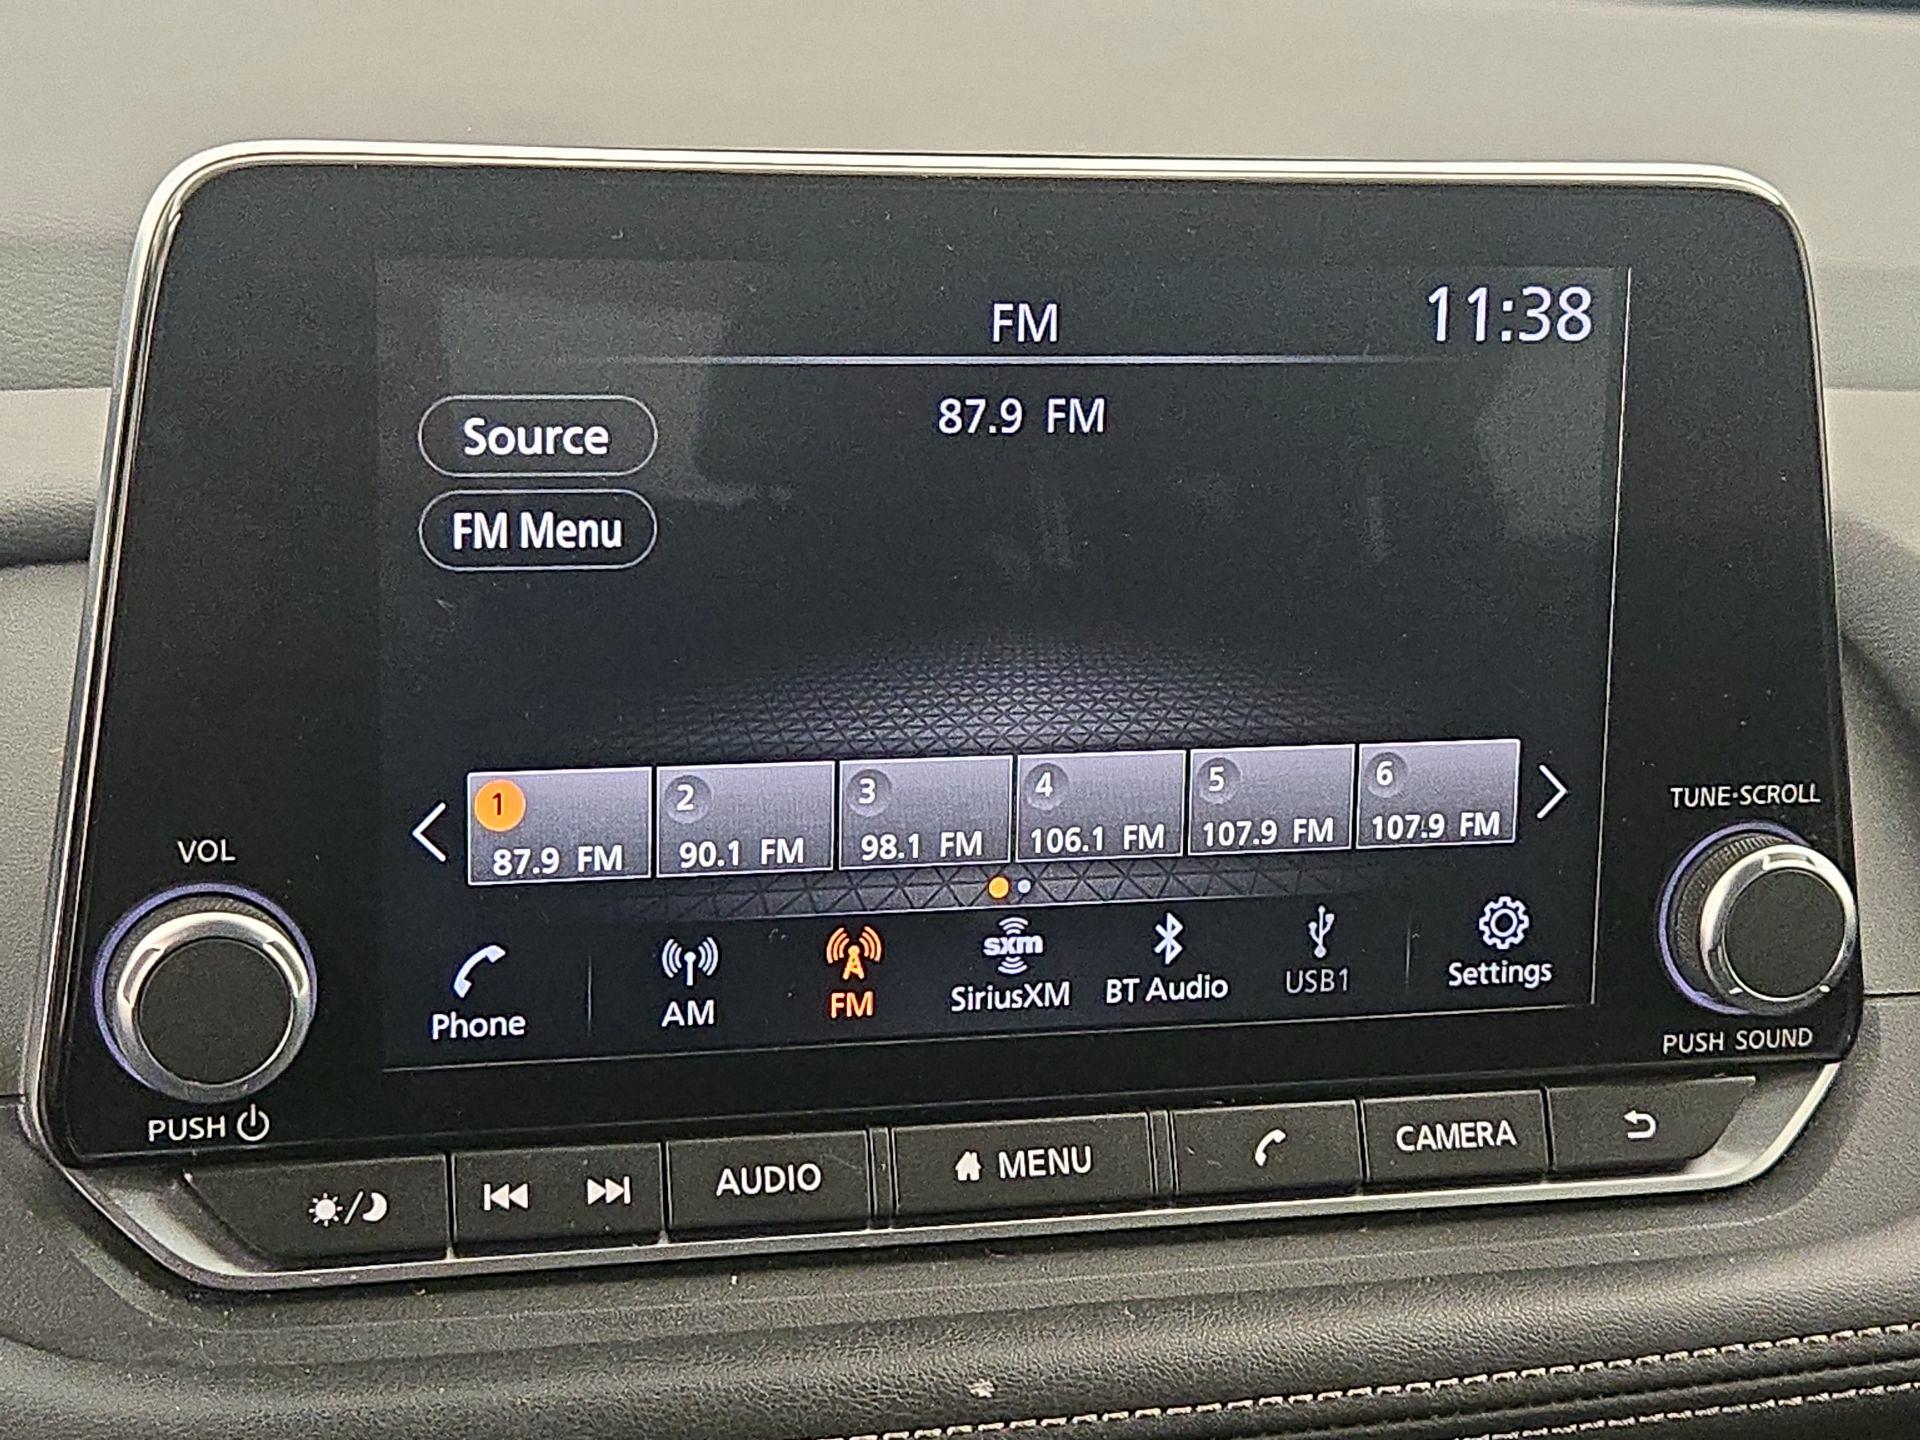 FM
11:38
87.9 FM
Source
FM Menu
1
2
3
4
5
6
87.9 FM
90.1 FM
98.1 FM
106.1 FM
107.9 FM
107.9 FM
Phone
AM
FM
sxm
SiriusXM
BT Audio
USB1
Settings
VOL
PUSH
TUNE·SCROLL
PUSH SOUND
AUDIO
MENU
CAMERA